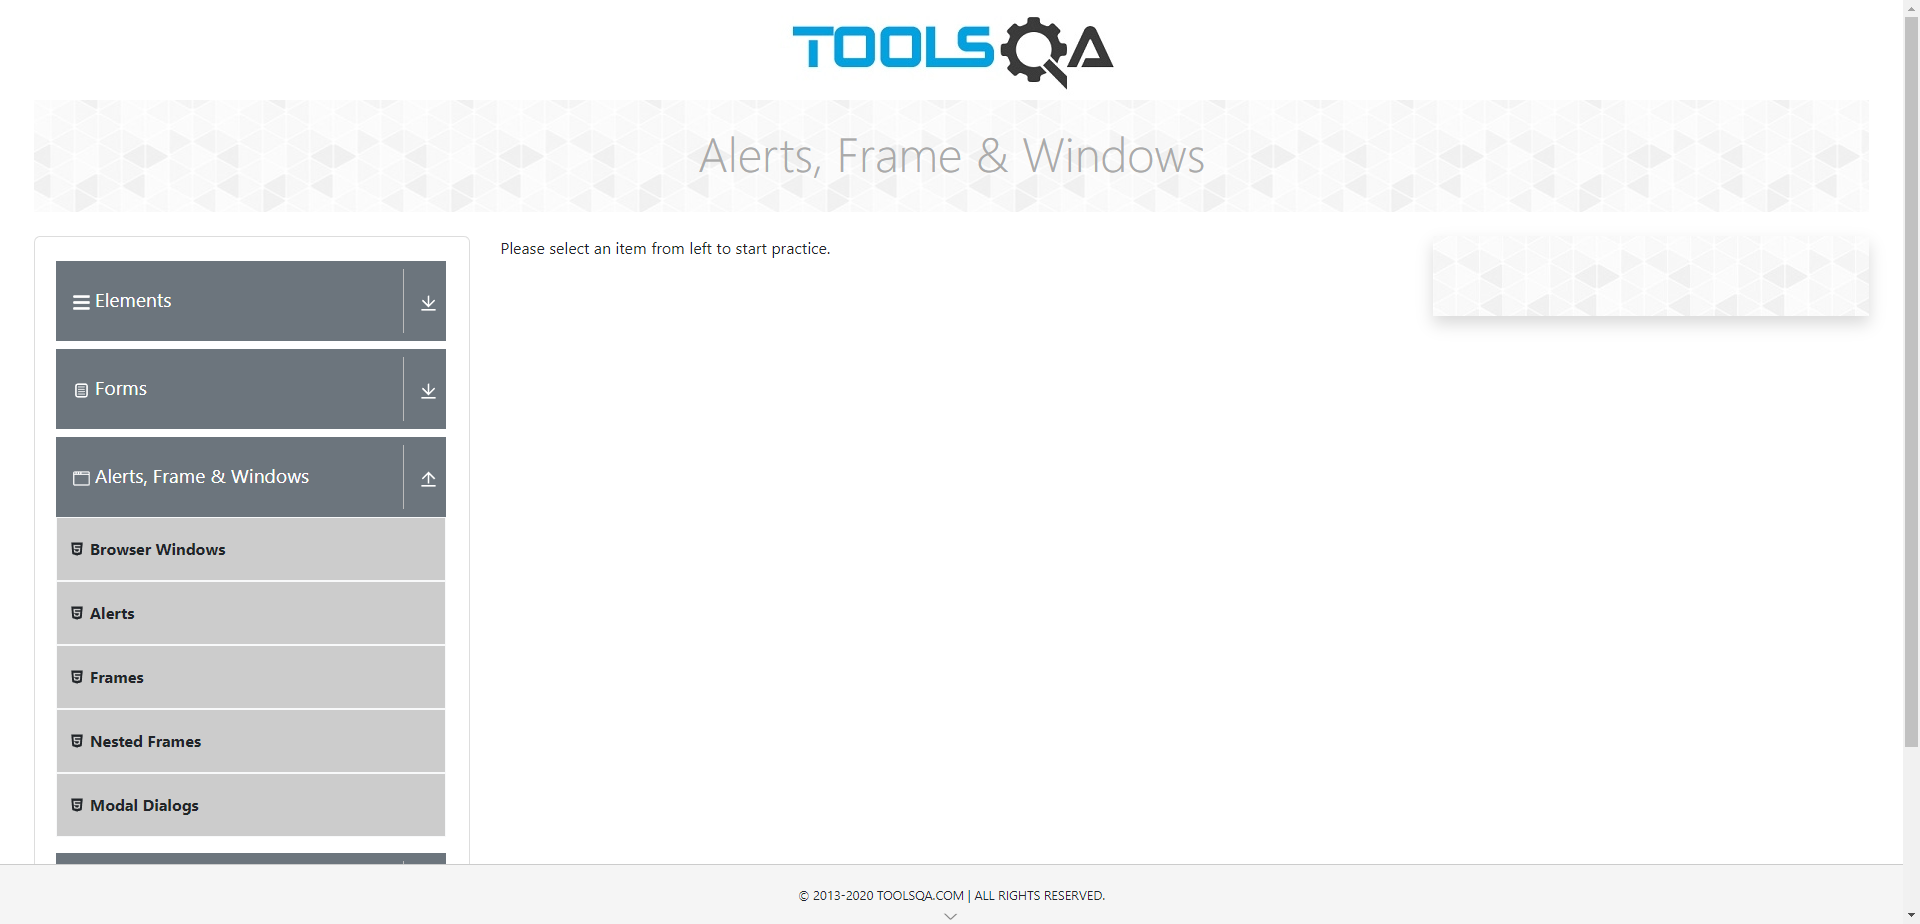 TOOLSQA
Alerts, Frame & Windows
Please select an item from left to start practice.
Elements
Forms
Alerts, Frame & Windows
Browser Windows
Alerts
Frames
Nested Frames
Modal Dialogs
© 2013-2020 TOOLSQA.COM | ALL RIGHTS RESERVED.